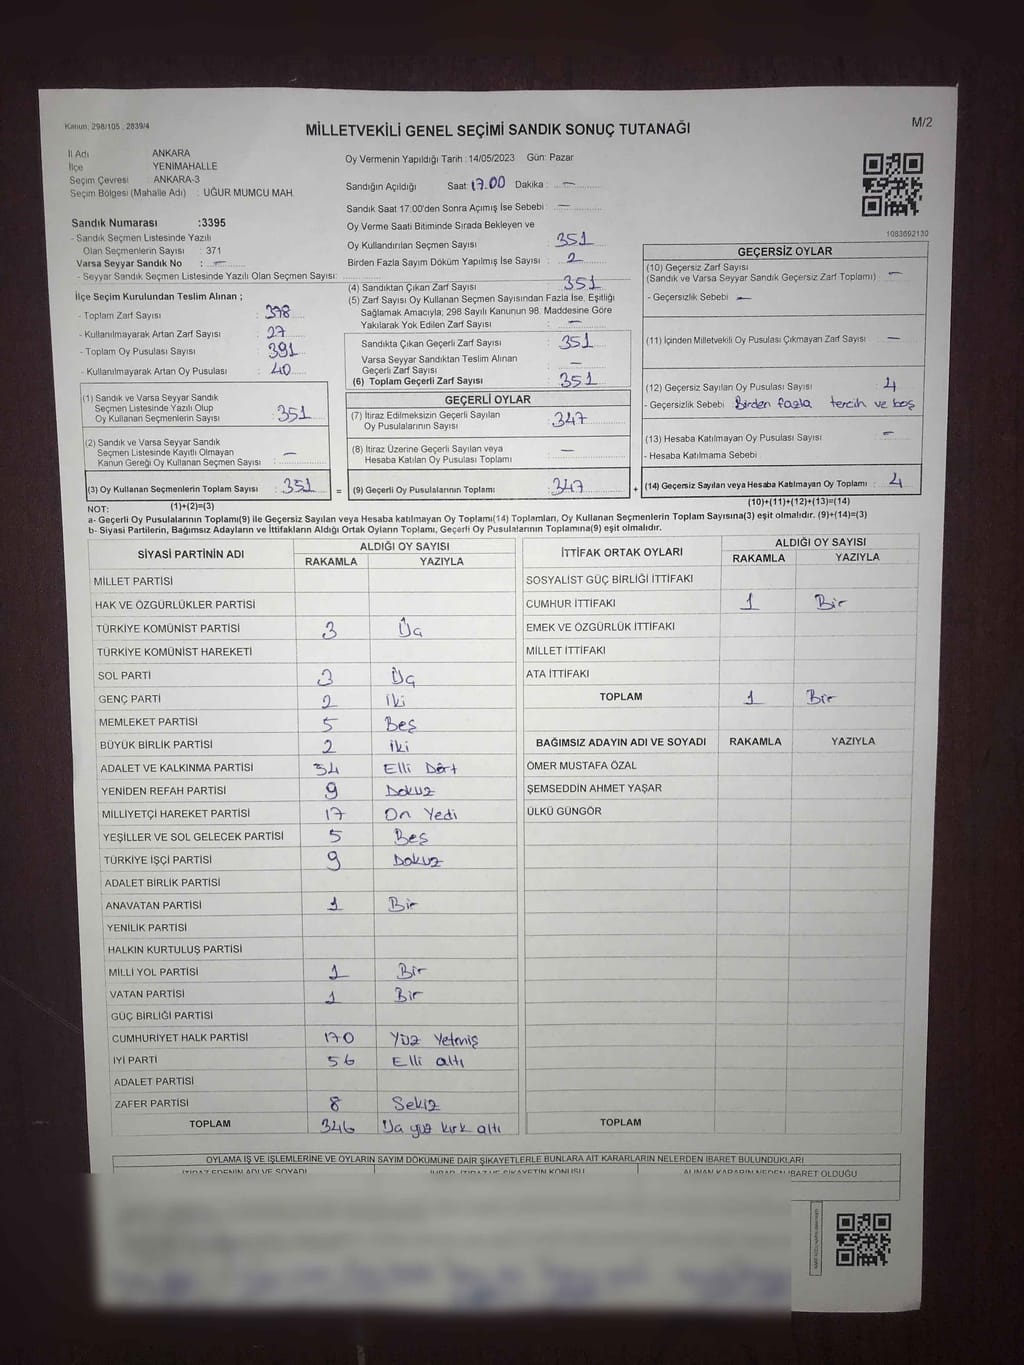 Kanun, 298/105 , 2839/4
MİLLETVEKİLİ GENEL SEÇİMİ SANDIK SONUÇ TUTANAĞI
M/2
İl Adı ANKARA
İlçe YENİMAHALLE
Seçim Çevresi : ANKARA-3
Seçim Bölgesi (Mahalle Adı) : UĞUR MUMCU MAH.
Oy Vermenin Yapıldığı Tarih : 14/05/2023 Gün: Pazar
Sandığın Açıldığı Saat 17.00 Dakika : —
Sandık Saat 17:00'den Sonra Açımış İse Sebebi : —
Oy Verme Saati Bitiminde Sırada Bekleyen ve
Oy Kullandırılan Seçmen Sayısı : 351
Birden Fazla Sayım Döküm Yapılmış İse Sayısı : 2
1083692130
Sandık Numarası :3395
- Sandık Seçmen Listesinde Yazılı
Olan Seçmenlerin Sayısı : 371
Varsa Seyyar Sandık No : —
- Seyyar Sandık Seçmen Listesinde Yazılı Olan Seçmen Sayısı:
İlçe Seçim Kurulundan Teslim Alınan ;
- Toplam Zarf Sayısı : 378
- Kullanılmayarak Artan Zarf Sayısı : 27
- Toplam Oy Pusulası Sayısı : 391
- Kullanılmayarak Artan Oy Pusulası : 40
(1) Sandık ve Varsa Seyyar Sandık
Seçmen Listesinde Yazılı Olup
Oy Kullanan Seçmenlerin Sayısı : 351
(2) Sandık ve Varsa Seyyar Sandık
Seçmen Listesinde Kayıtlı Olmayan
Kanun Gereği Oy Kullanan Seçmen Sayısı : —
(3) Oy Kullanan Seçmenlerin Toplam Sayısı : 351
(1)+(2)=(3)
(4) Sandıktan Çıkan Zarf Sayısı : 351
(5) Zarf Sayısı Oy Kullanan Seçmen Sayısından Fazla İse, Eşitliği
Sağlamak Amacıyla; 298 Sayılı Kanunun 98. Maddesine Göre
Yakılarak Yok Edilen Zarf Sayısı : —
Sandıkta Çıkan Geçerli Zarf Sayısı : 351
Varsa Seyyar Sandıktan Teslim Alınan
Geçerli Zarf Sayısı : —
(6) Toplam Geçerli Zarf Sayısı : 351
GEÇERLİ OYLAR
(7) İtiraz Edilmeksizin Geçerli Sayılan
Oy Pusulalarının Sayısı : 347
(8) İtiraz Üzerine Geçerli Sayılan veya
Hesaba Katılan Oy Pusulası Toplamı : —
= (9) Geçerli Oy Pusulalarının Toplamı : 347
GEÇERSİZ OYLAR
(10) Geçersiz Zarf Sayısı
(Sandık ve Varsa Seyyar Sandık Geçersiz Zarf Toplamı) : —
- Geçersizlik Sebebi : —
(11) İçinden Milletvekili Oy Pusulası Çıkmayan Zarf Sayısı : —
(12) Geçersiz Sayılan Oy Pusulası Sayısı : 4
- Geçersizlik Sebebi : Birden fazla tercih ve boş
(13) Hesaba Katılmayan Oy Pusulası Sayısı : —
- Hesaba Katılmama Sebebi
+ (14) Geçersiz Sayılan veya Hesaba Katılmayan Oy Toplamı : 4
(10)+(11)+(12)+(13)=(14)
NOT:
a- Geçerli Oy Pusulalarının Toplamı(9) ile Geçersiz Sayılan veya Hesaba katılmayan Oy Toplamı(14) Toplamları, Oy Kullanan Seçmenlerin Toplam Sayısına(3) eşit olmalıdır. (9)+(14)=(3)
b- Siyasi Partilerin, Bağımsız Adayların ve İttifakların Aldığı Ortak Oyların Toplamı, Geçerli Oy Pusulalarının Toplamına(9) eşit olmalıdır.
SİYASİ PARTİNİN ADI ALDIĞI OY SAYISI
RAKAMLA YAZIYLA
MİLLET PARTİSİ
HAK VE ÖZGÜRLÜKLER PARTİSİ
TÜRKİYE KOMÜNİST PARTİSİ 3 Üç
TÜRKİYE KOMÜNİST HAREKETİ
SOL PARTİ 3 Üç
GENÇ PARTİ 2 İki
MEMLEKET PARTİSİ 5 Beş
BÜYÜK BİRLİK PARTİSİ 2 İki
ADALET VE KALKINMA PARTİSİ 54 Elli Dört
YENİDEN REFAH PARTİSİ 9 Dokuz
MİLLİYETÇİ HAREKET PARTİSİ 17 On Yedi
YEŞİLLER VE SOL GELECEK PARTİSİ 5 Beş
TÜRKİYE İŞÇİ PARTİSİ 9 Dokuz
ADALET BİRLİK PARTİSİ
ANAVATAN PARTİSİ 1 Bir
YENİLİK PARTİSİ
HALKIN KURTULUŞ PARTİSİ
MİLLİ YOL PARTİSİ 1 Bir
VATAN PARTİSİ 1 Bir
GÜÇ BİRLİĞİ PARTİSİ
CUMHURİYET HALK PARTİSİ 170 Yüz Yetmiş
İYİ PARTİ 56 Elli altı
ADALET PARTİSİ
ZAFER PARTİSİ 8 Sekiz
TOPLAM 346 Üç yüz kırk altı
İTTİFAK ORTAK OYLARI ALDIĞI OY SAYISI
RAKAMLA YAZIYLA
SOSYALİST GÜÇ BİRLİĞİ İTTİFAKI
CUMHUR İTTİFAKI 1 Bir
EMEK VE ÖZGÜRLÜK İTTİFAKI
MİLLET İTTİFAKI
ATA İTTİFAKI
TOPLAM 1 Bir
BAĞIMSIZ ADAYIN ADI VE SOYADI RAKAMLA YAZIYLA
ÖMER MUSTAFA ÖZAL
ŞEMSEDDİN AHMET YAŞAR
ÜLKÜ GÜNGÖR
TOPLAM
OYLAMA İŞ VE İŞLEMLERİNE VE OYLARIN SAYIM DÖKÜMÜNE DAİR ŞİKAYETLERLE BUNLARA AİT KARARLARIN NELERDEN İBARET BULUNDUKLARI
İTİRAZ EDENİN ADI VE SOYADI İTİRAZ, İTİRAZ VE ŞİKAYETİN KONUSU ALINAN KARARIN NEDEN İBARET OLDUĞU